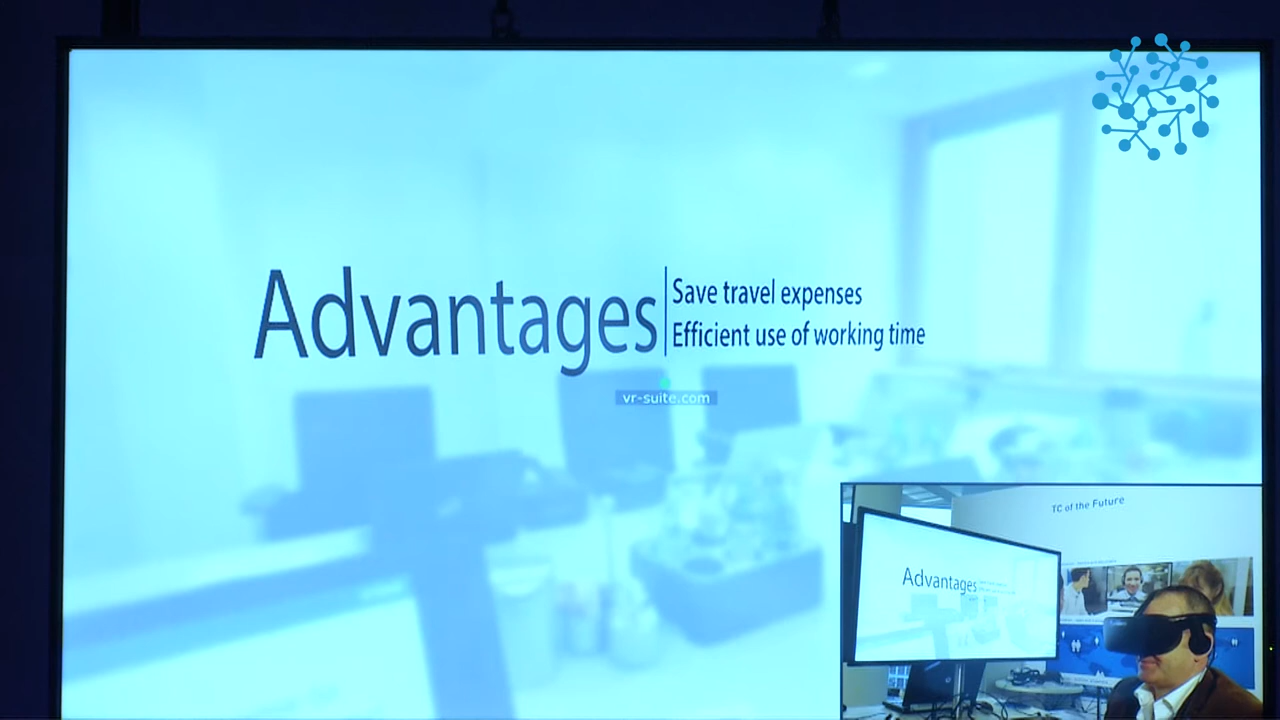 Advantages
Save travel expenses
Efficient use of working time
vr-suite.com
TC of the Future
Advantages